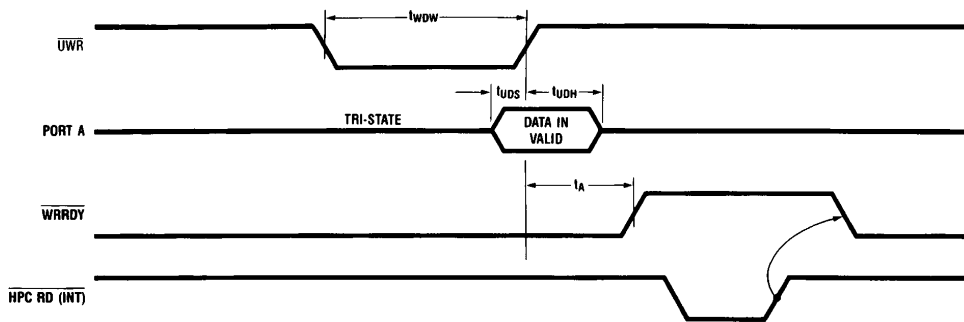 tWDW
UWR
tUDS
tUDH
PORT A
TRI-STATE
DATA IN
VALID
tA
WRRDY
HPC RD (INT)